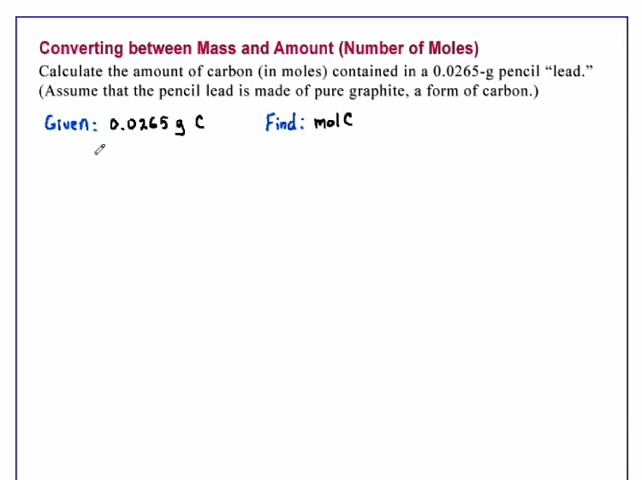 Converting between Mass and Amount (Number of Moles)
Calculate the amount of carbon (in moles) contained in a 0.0265-g pencil “lead.”
(Assume that the pencil lead is made of pure graphite, a form of carbon.)
Given: 0.0265 g C Find: mol C